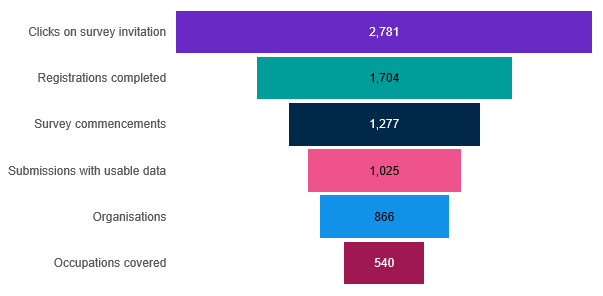 Clicks on survey invitation 2,781
Registrations completed 1,704
Survey commencements 1,277
Submissions with usable data 1,025
Organisations 866
Occupations covered 540